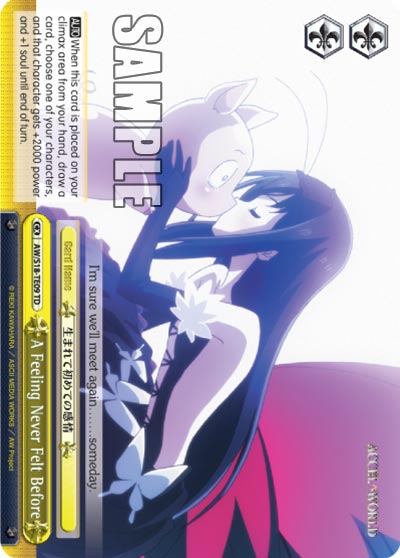 SAMPLE
【AUTO】 When this card is placed on your
climax area from your hand, draw a
card, choose one of your characters,
and that character gets +2000 power
and +1 soul until end of turn.
I'm sure we'll meet again……someday.
Card Name
生まれて初めての感情
CX
AW/S18-TE09 TD
A Feeling Never Felt Before
© REKI KAWAHARA / ASCII MEDIA WORKS / AW Project
ACCEL WORLD